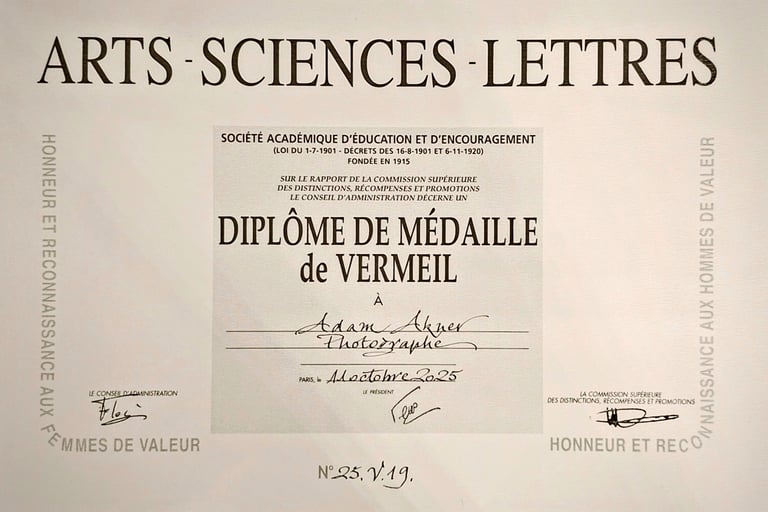 ARTS - SCIENCES - LETTRES
SOCIÉTÉ ACADÉMIQUE D'ÉDUCATION ET D'ENCOURAGEMENT
(LOI DU 1-7-1901 - DÉCRETS DES 16-8-1901 ET 6-11-1920)
FONDÉE EN 1915
SUR LE RAPPORT DE LA COMMISSION SUPÉRIEURE
DES DISTINCTIONS, RÉCOMPENSES ET PROMOTIONS
LE CONSEIL D'ADMINISTRATION DÉCERNE UN
DIPLÔME DE MÉDAILLE
de VERMEIL
À
Adam Akner
Photographe
PARIS, le 1 octobre 2025
LE PRÉSIDENT
LE CONSEIL D'ADMINISTRATION
LA COMMISSION SUPÉRIEURE
DES DISTINCTIONS, RÉCOMPENSES ET PROMOTIONS
HONNEUR ET RECONNAISSANCE AUX FEMMES DE VALEUR
HONNEUR ET RECONNAISSANCE AUX HOMMES DE VALEUR
N° 25.V.19.